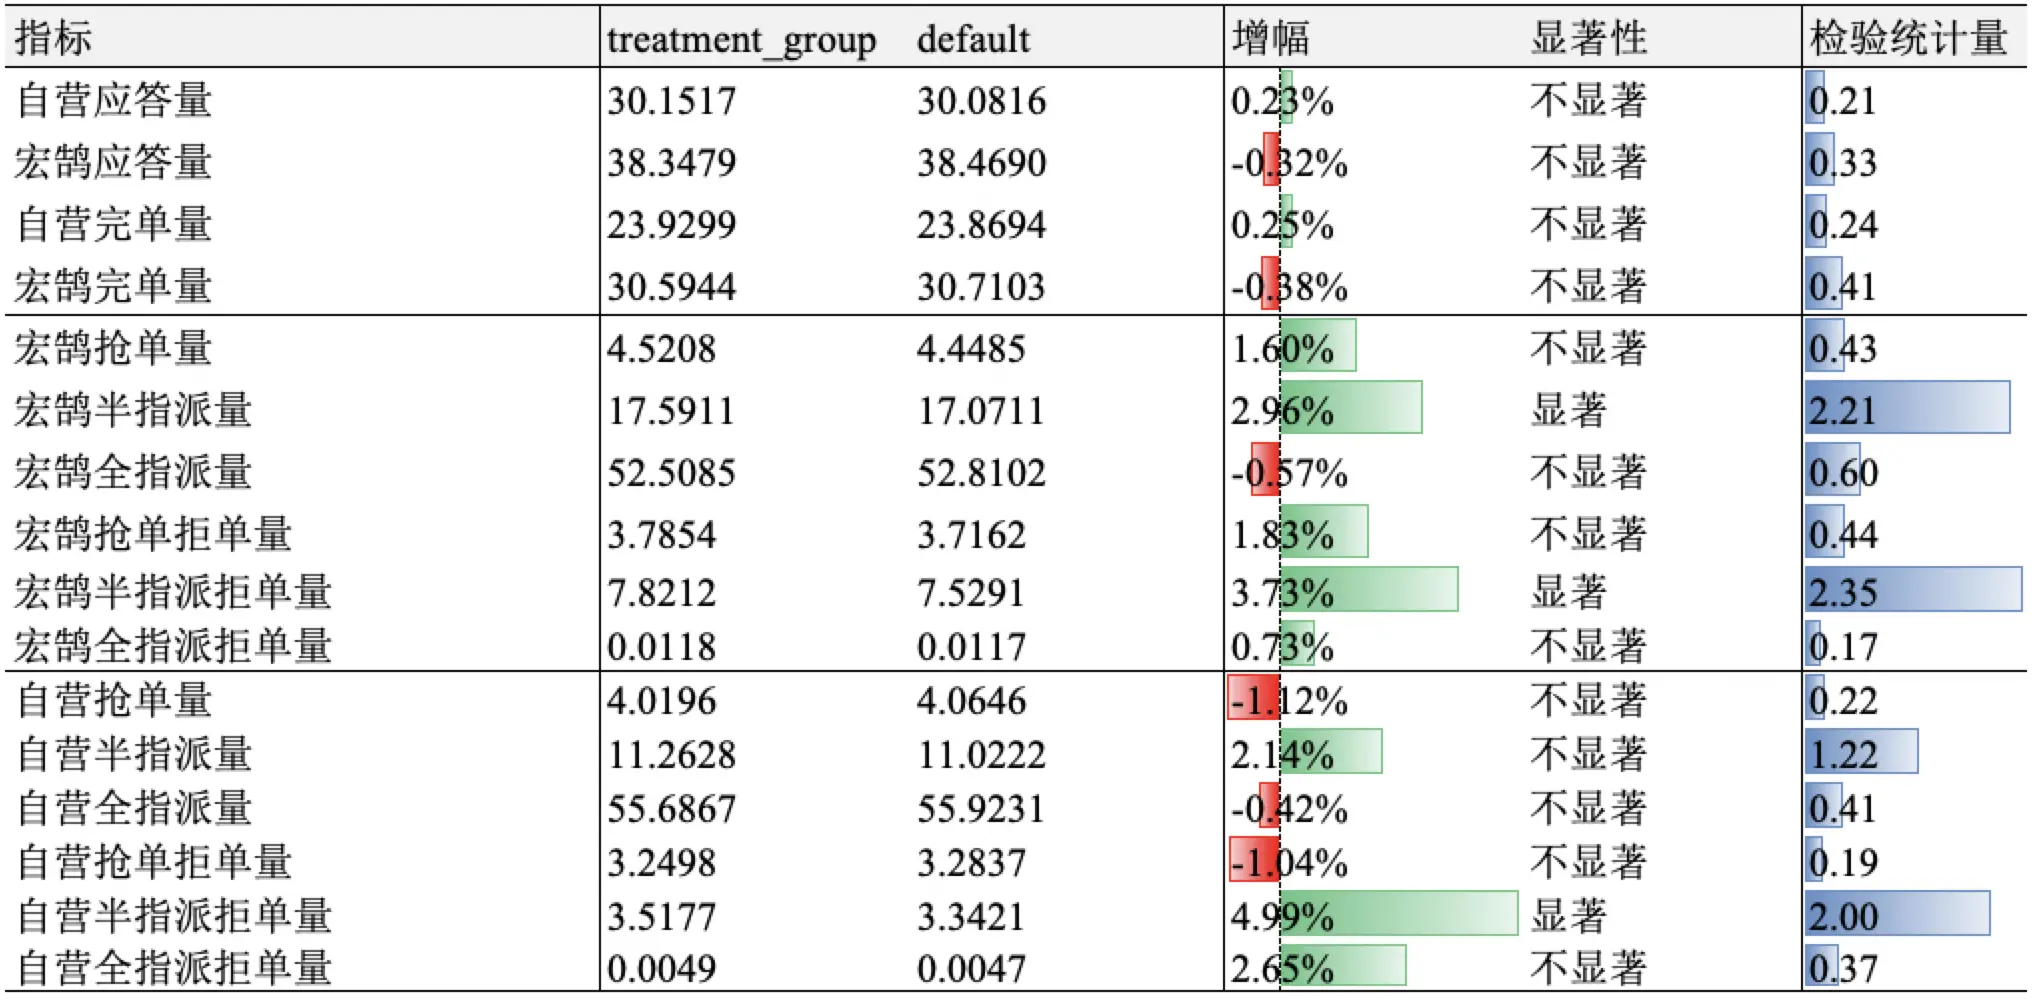 指标 treatment_group default 增幅 显著性 检验统计量
自营应答量 30.1517 30.0816 0.23% 不显著 0.21
宏鹄应答量 38.3479 38.4690 -0.32% 不显著 0.33
自营完单量 23.9299 23.8694 0.25% 不显著 0.24
宏鹄完单量 30.5944 30.7103 -0.38% 不显著 0.41
宏鹄抢单量 4.5208 4.4485 1.60% 不显著 0.43
宏鹄半指派量 17.5911 17.0711 2.96% 显著 2.21
宏鹄全指派量 52.5085 52.8102 -0.57% 不显著 0.60
宏鹄抢单拒单量 3.7854 3.7162 1.83% 不显著 0.44
宏鹄半指派拒单量 7.8212 7.5291 3.73% 显著 2.35
宏鹄全指派拒单量 0.0118 0.0117 0.73% 不显著 0.17
自营抢单量 4.0196 4.0646 -1.12% 不显著 0.22
自营半指派量 11.2628 11.0222 2.14% 不显著 1.22
自营全指派量 55.6867 55.9231 -0.42% 不显著 0.41
自营抢单拒单量 3.2498 3.2837 -1.04% 不显著 0.19
自营半指派拒单量 3.5177 3.3421 4.99% 显著 2.00
自营全指派拒单量 0.0049 0.0047 2.65% 不显著 0.37